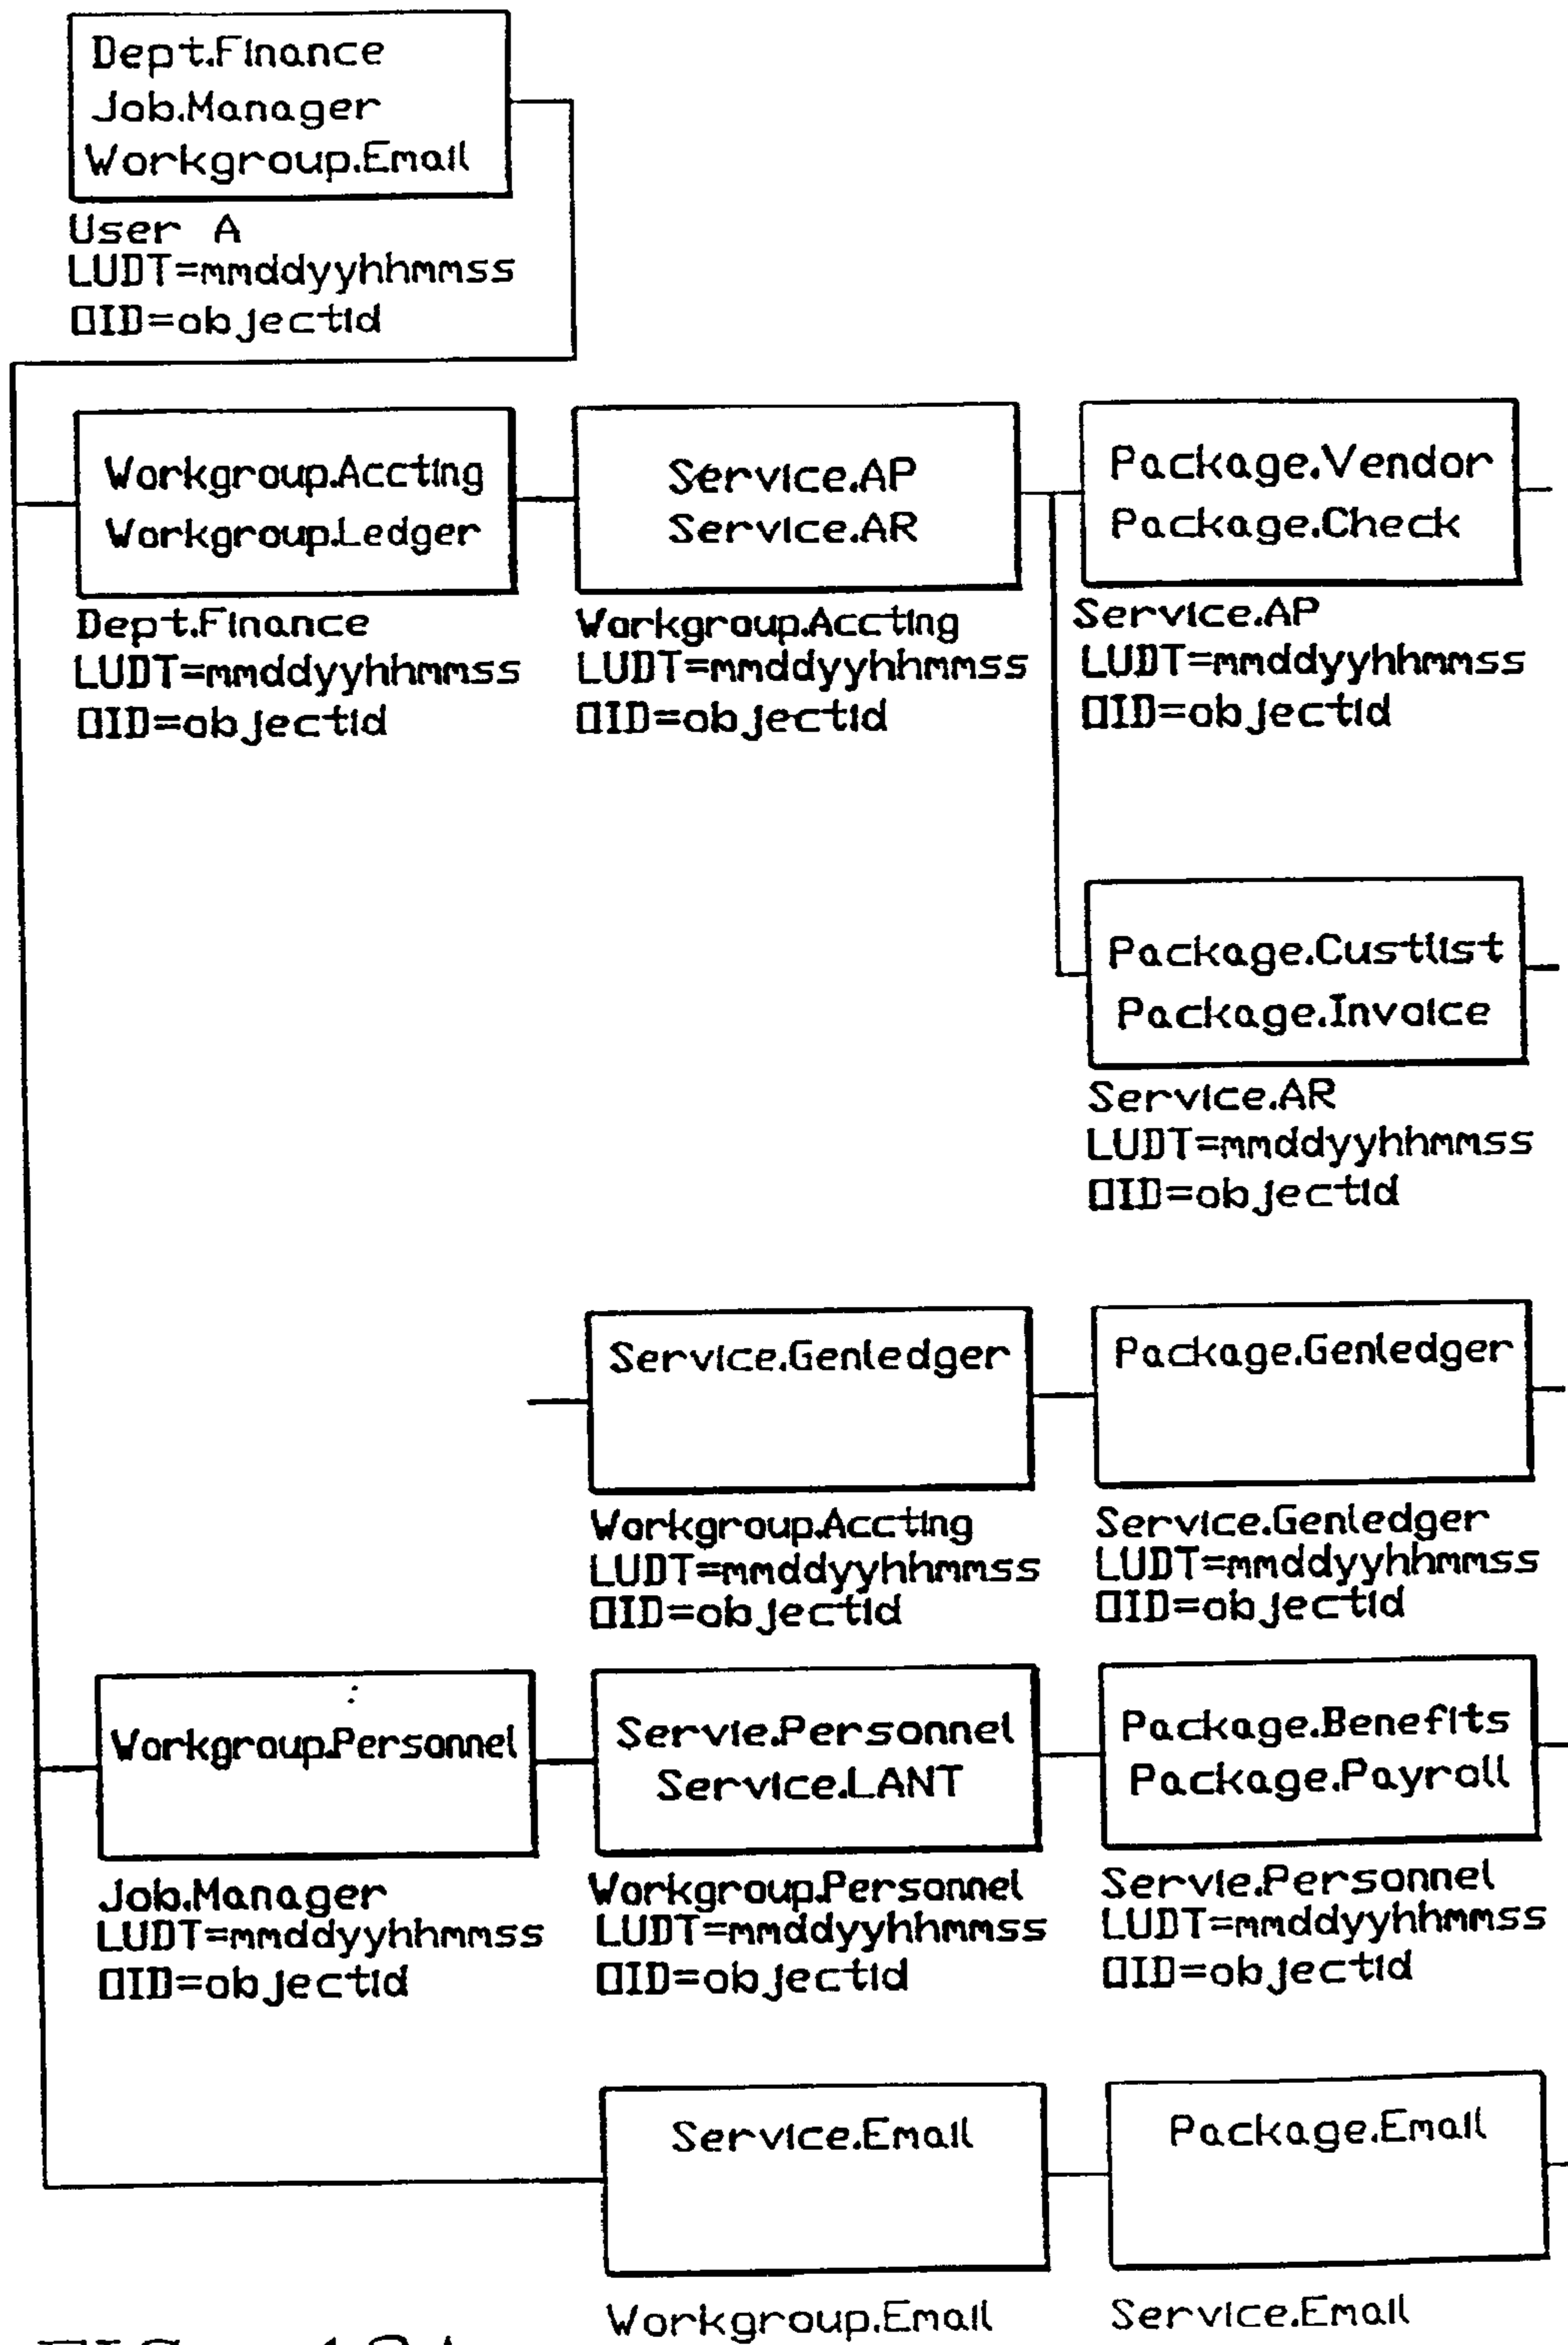 Dept.Finance
Job.Manager
Workgroup.Email
User A
LUDT=mmddyyhhmmss
OID=objectid
Workgroup.Accting
Workgroup.Ledger
Dept.Finance
LUDT=mmddyyhhmmss
OID=objectid
Service.AP
Service.AR
Workgroup.Accting
LUDT=mmddyyhhmmss
OID=objectid
Package.Vendor
Package.Check
Service.AP
LUDT=mmddyyhhmmss
OID=objectid
Package.Custlist
Package.Invoice
Service.AR
LUDT=mmddyyhhmmss
OID=objectid
Service.Genledger
Workgroup.Accting
LUDT=mmddyyhhmmss
OID=objectid
Package.Genledger
Service.Genledger
LUDT=mmddyyhhmmss
OID=objectid
Workgroup.Personnel
Job.Manager
LUDT=mmddyyhhmmss
OID=objectid
Servie.Personnel
Service.LANT
Workgroup.Personnel
LUDT=mmddyyhhmmss
OID=objectid
Package.Benefits
Package.Payroll
Servie.Personnel
LUDT=mmddyyhhmmss
OID=objectid
Service.Email
Workgroup.Email
Package.Email
Service.Email